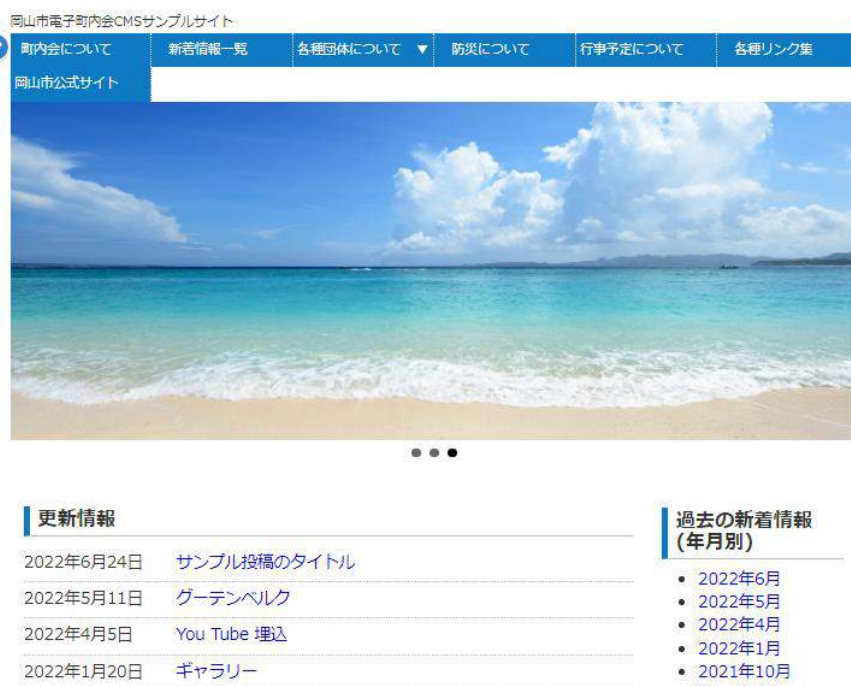 岡山市電子町内会CMSサンプルサイト
町内会について 新着情報一覧 各種団体について ▼ 防災について 行事予定について 各種リンク集
岡山市公式サイト
更新情報
2022年6月24日 サンプル投稿のタイトル
2022年5月11日 グーテンベルク
2022年4月5日 You Tube 埋込
2022年1月20日 ギャラリー
過去の新着情報
(年月別)
2022年6月
2022年5月
2022年4月
2022年1月
2021年10月